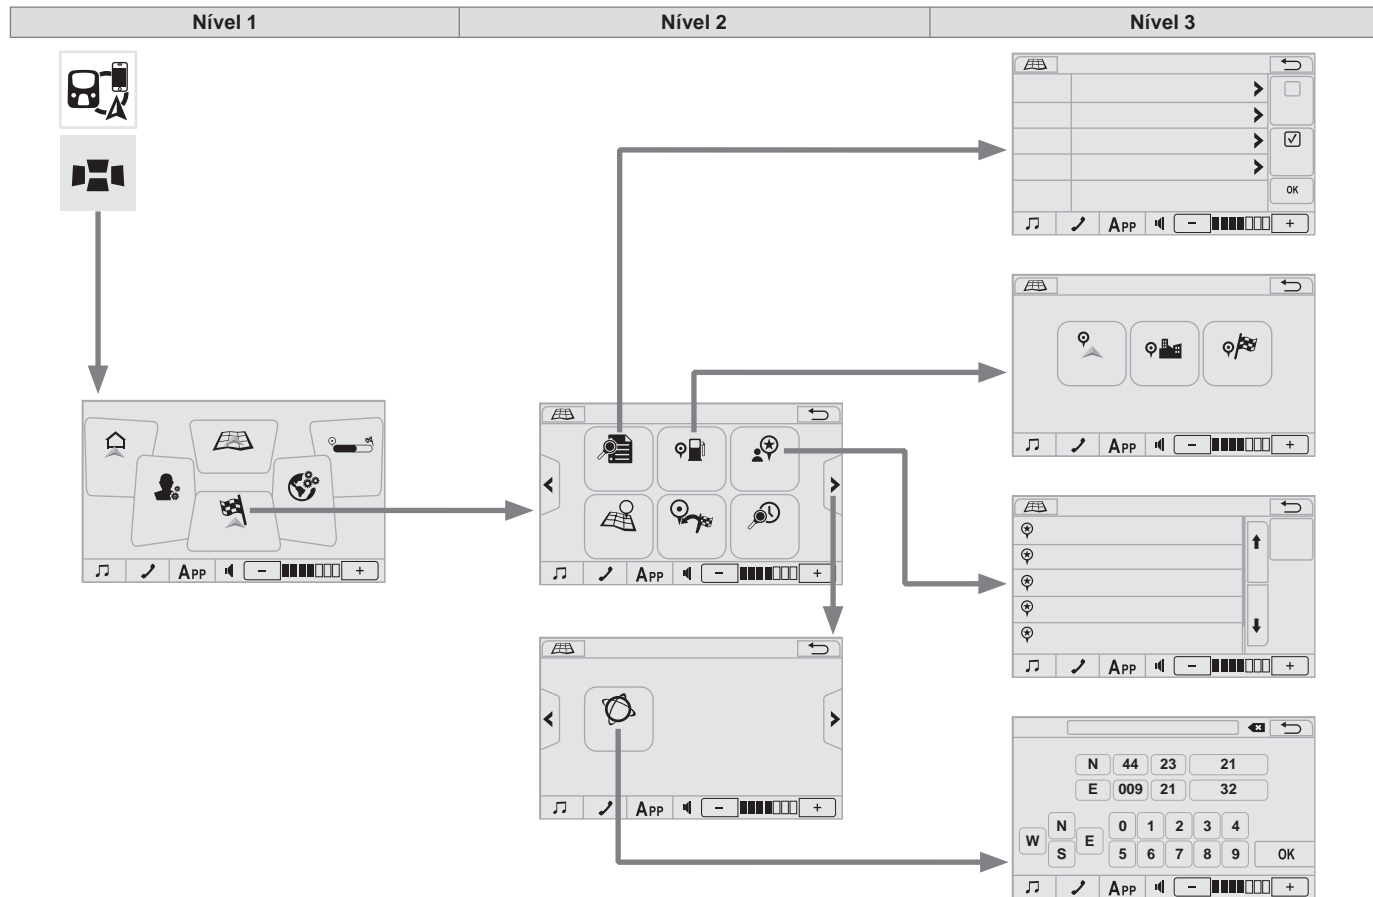 Nível 1 Nível 2 Nível 3
OK
APP - +
APP - +
APP - +
APP - +
APP - +
N 44 23 21
E 009 21 32
APP - +
W N S E 0 1 2 3 4
5 6 7 8 9 OK
APP - +